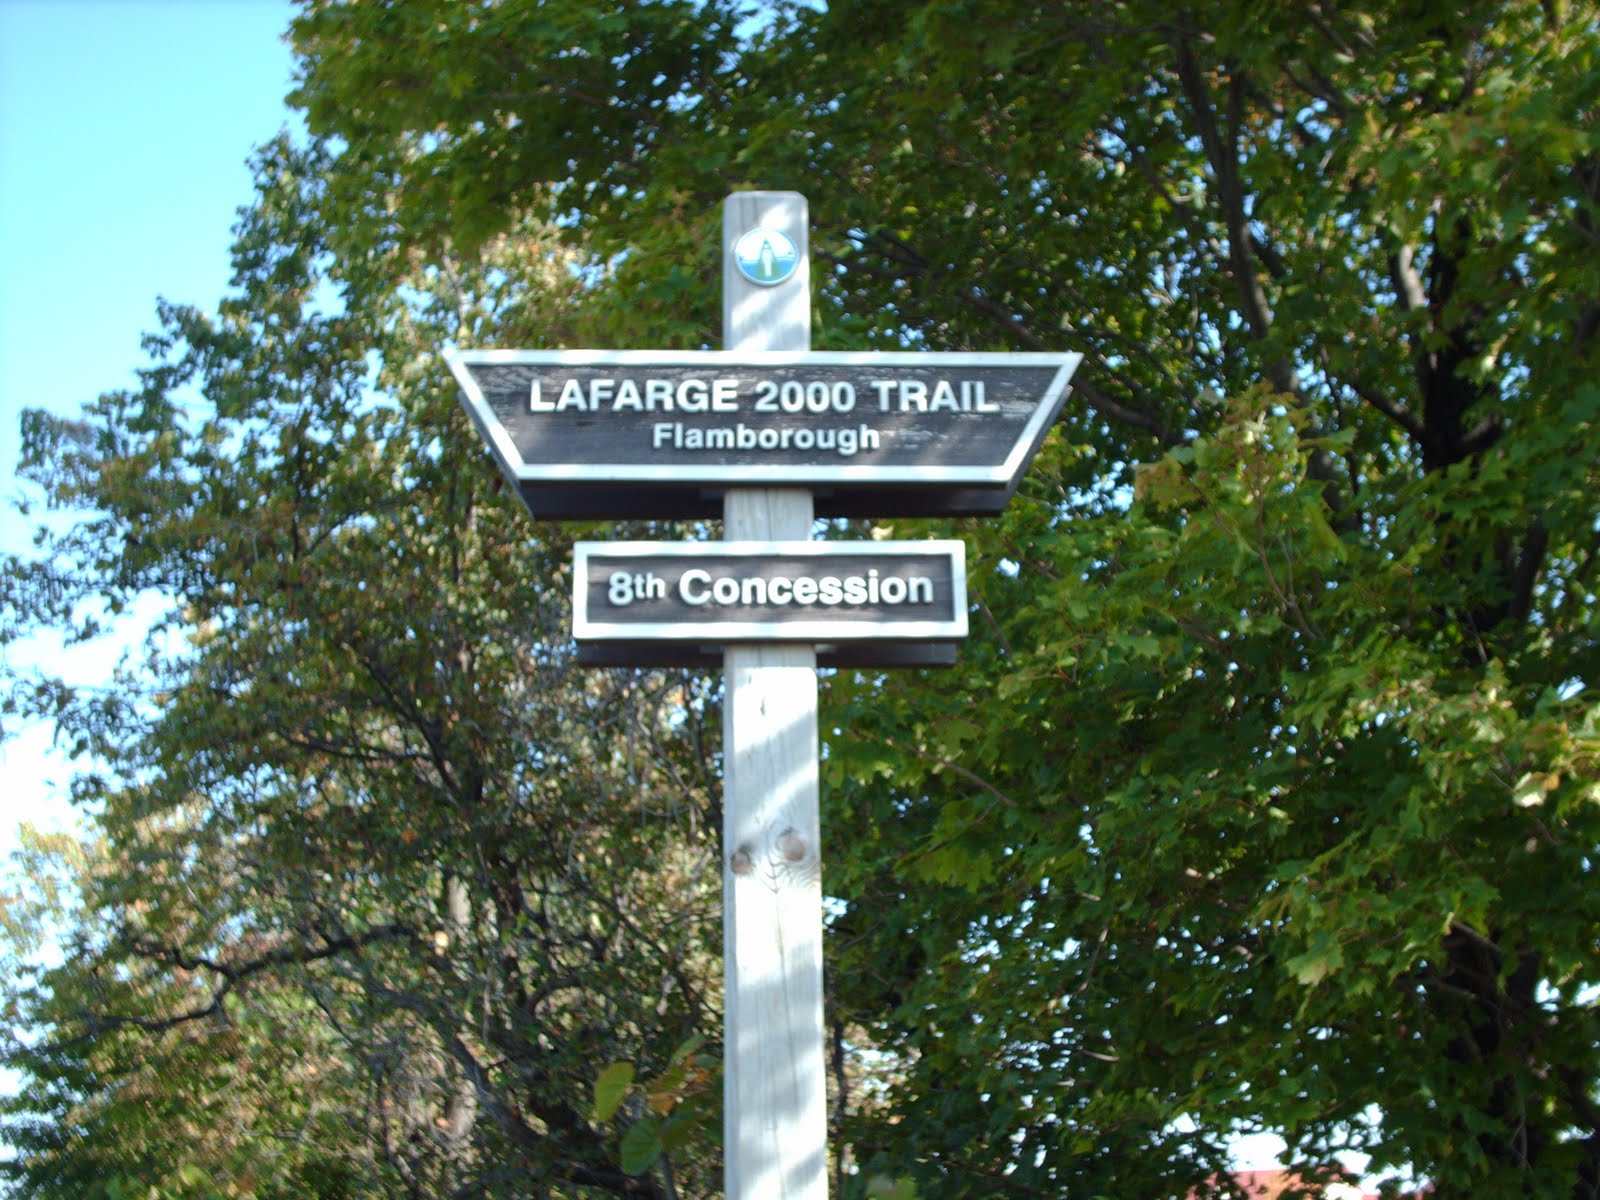 LAFARGE 2000 TRAIL
Flamborough
8th Concession